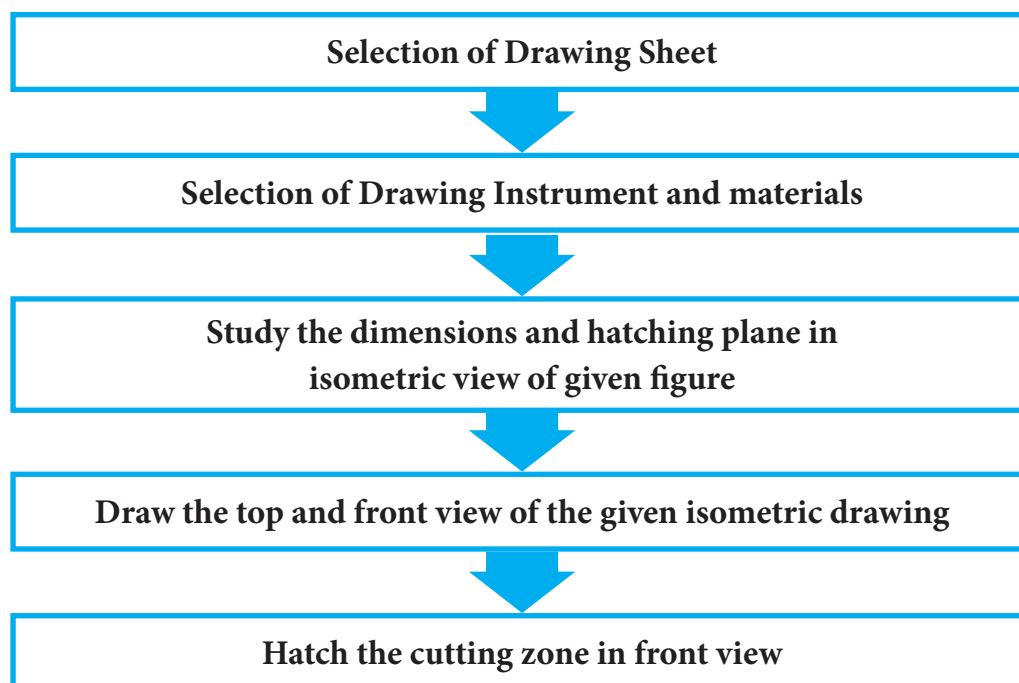 Selection of Drawing Sheet
Selection of Drawing Instrument and materials
Study the dimensions and hatching plane in
isometric view of given figure
Draw the top and front view of the given isometric drawing
Hatch the cutting zone in front view